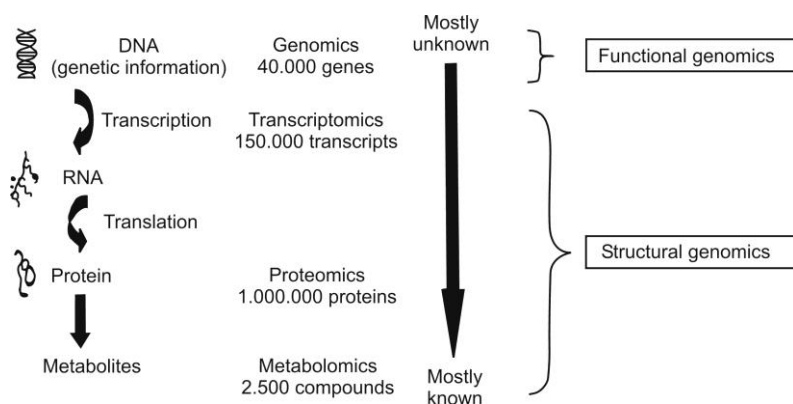 DNA
(genetic information)
Genomics
40.000 genes
Mostly
unknown
Functional genomics
Transcription
Transcriptomics
150.000 transcripts
RNA
Translation
Structural genomics
Protein
Proteomics
1.000.000 proteins
Metabolites
Metabolomics
2.500 compounds
Mostly
known